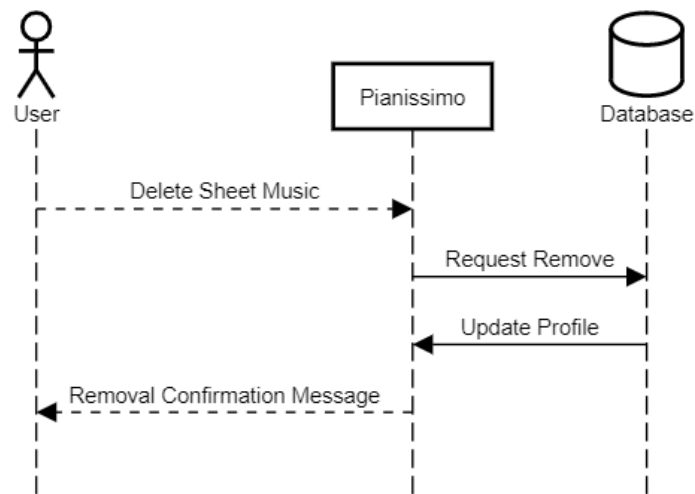 User
Pianissimo
Database
Delete Sheet Music
Request Remove
Update Profile
Removal Confirmation Message